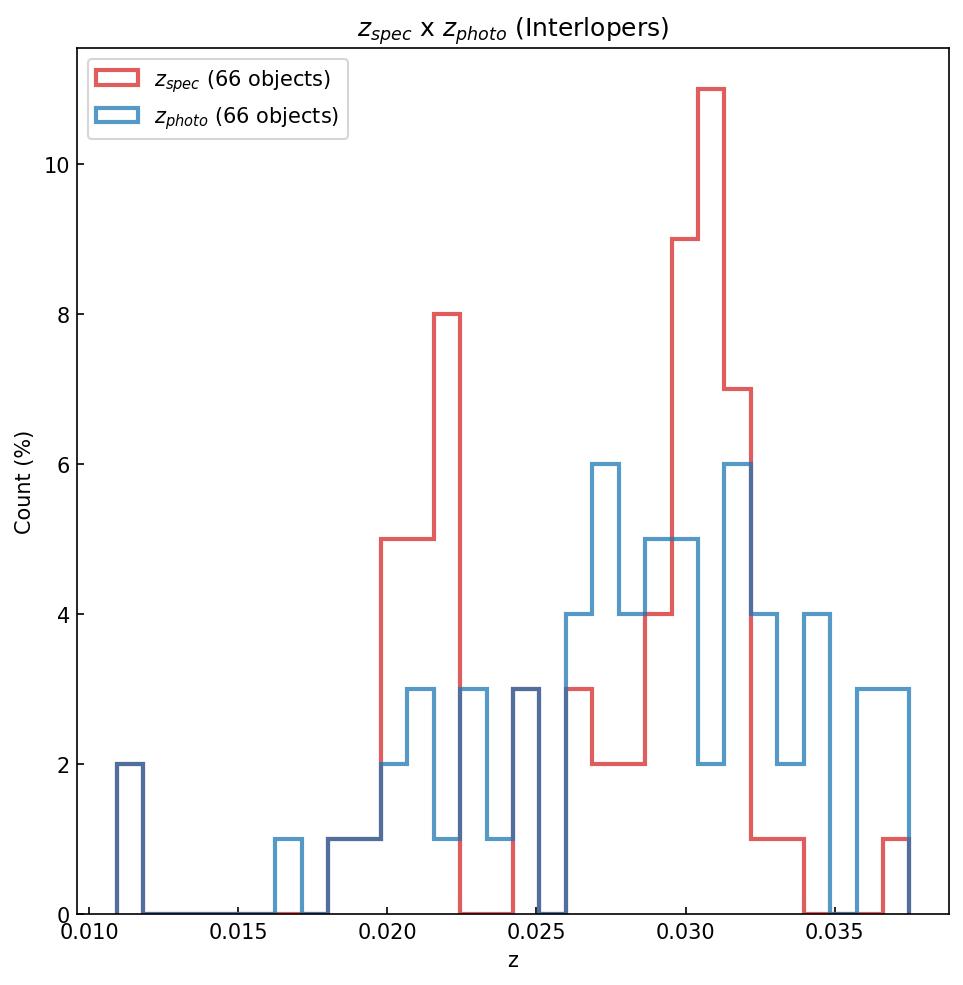 z_spec x z_photo (Interlopers)
z_spec (66 objects)
z_photo (66 objects)
Count (%)
10
8
6
4
2
0
0.010 0.015 0.020 0.025 0.030 0.035
z